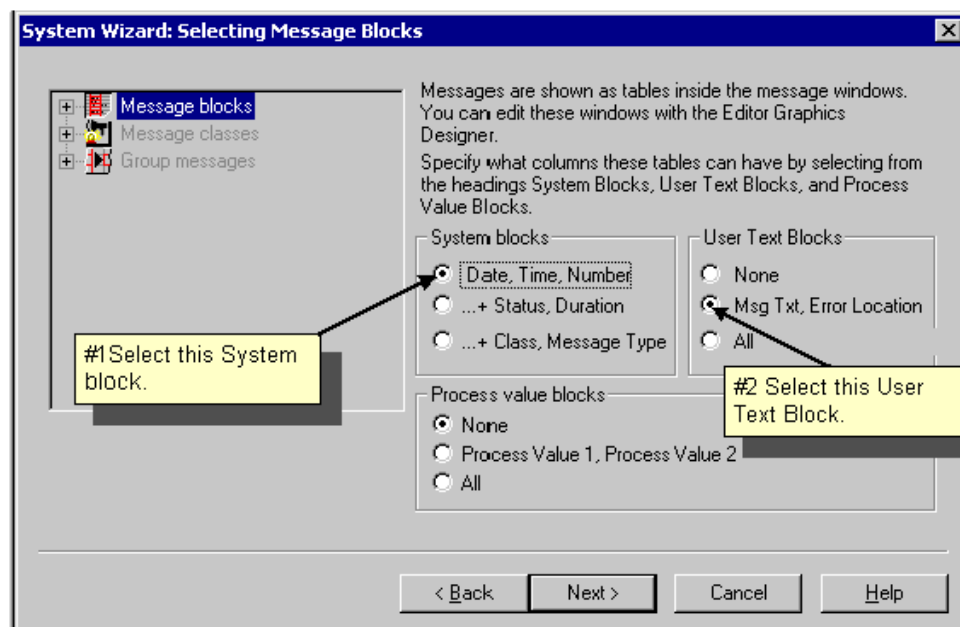 System Wizard: Selecting Message Blocks
Message blocks
Message classes
Group messages
Messages are shown as tables inside the message windows.
You can edit these windows with the Editor Graphics
Designer.
Specify what columns these tables can have by selecting from
the headings System Blocks, User Text Blocks, and Process
Value Blocks.
System blocks
Date, Time, Number
...+ Status, Duration
...+ Class, Message Type
User Text Blocks
None
Msg Txt, Error Location
All
#1Select this System
block.
#2 Select this User
Text Block.
Process value blocks
None
Process Value 1, Process Value 2
All
< Back
Next >
Cancel
Help